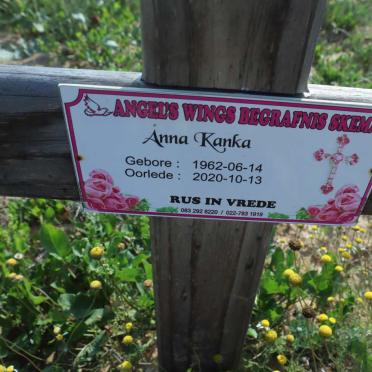 ANGEL'S WINGS BEGRAFNIS SKEMA
Anna Kanka
Gebore : 1962-06-14
Oorlede : 2020-10-13
RUS IN VREDE
083 292 8220 / 022-783 1919